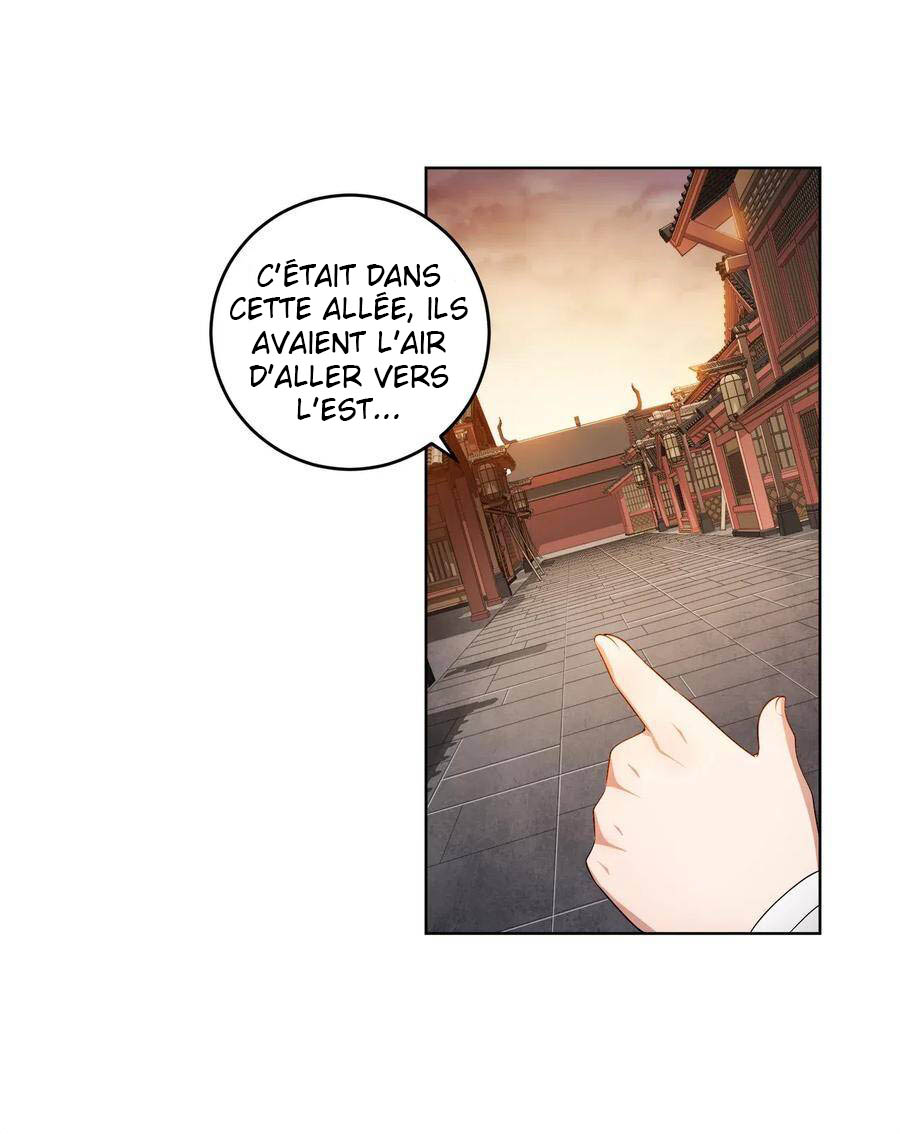 C'ÉTAIT DANS
CETTE ALLÉE, ILS
AVAIENT L'AIR
D'ALLER VERS
L'EST...